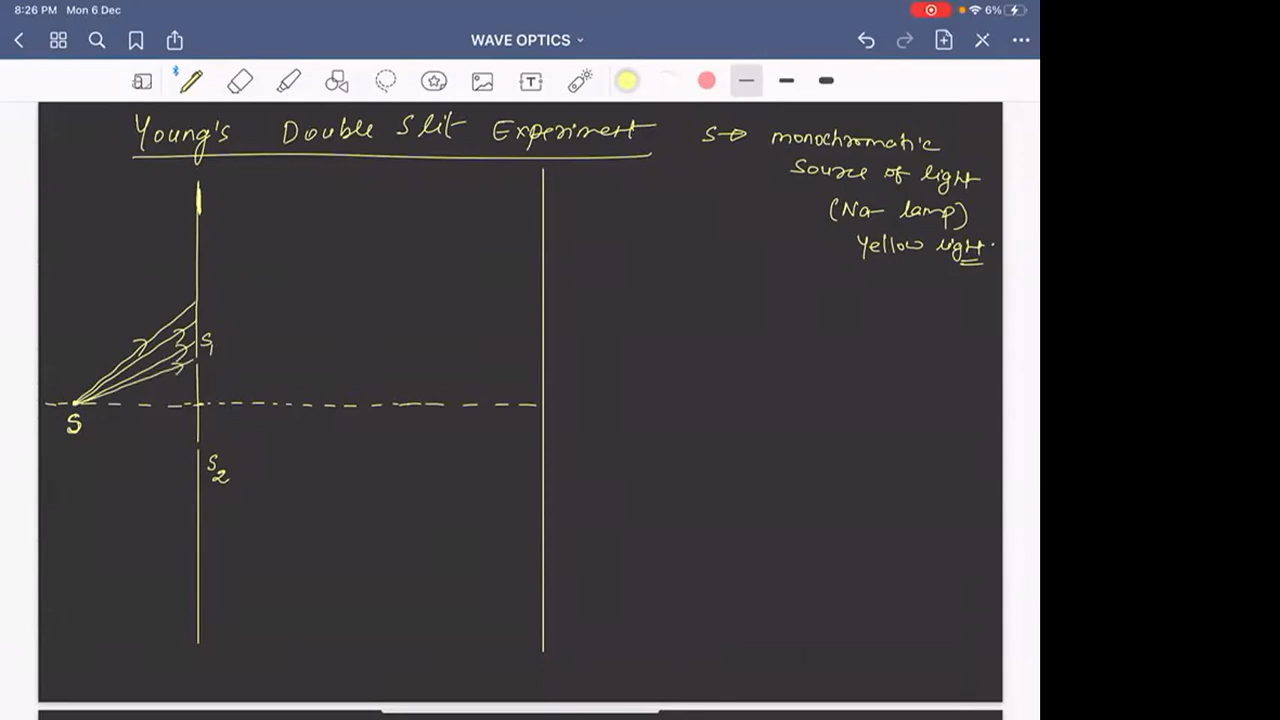 8:26 PM Mon 6 Dec
6%
WAVE OPTICS
T
Young's Double Slit Experiment
S→ monochromatic
Source of light
(Na lamp)
Yellow light.
S1
S
S2